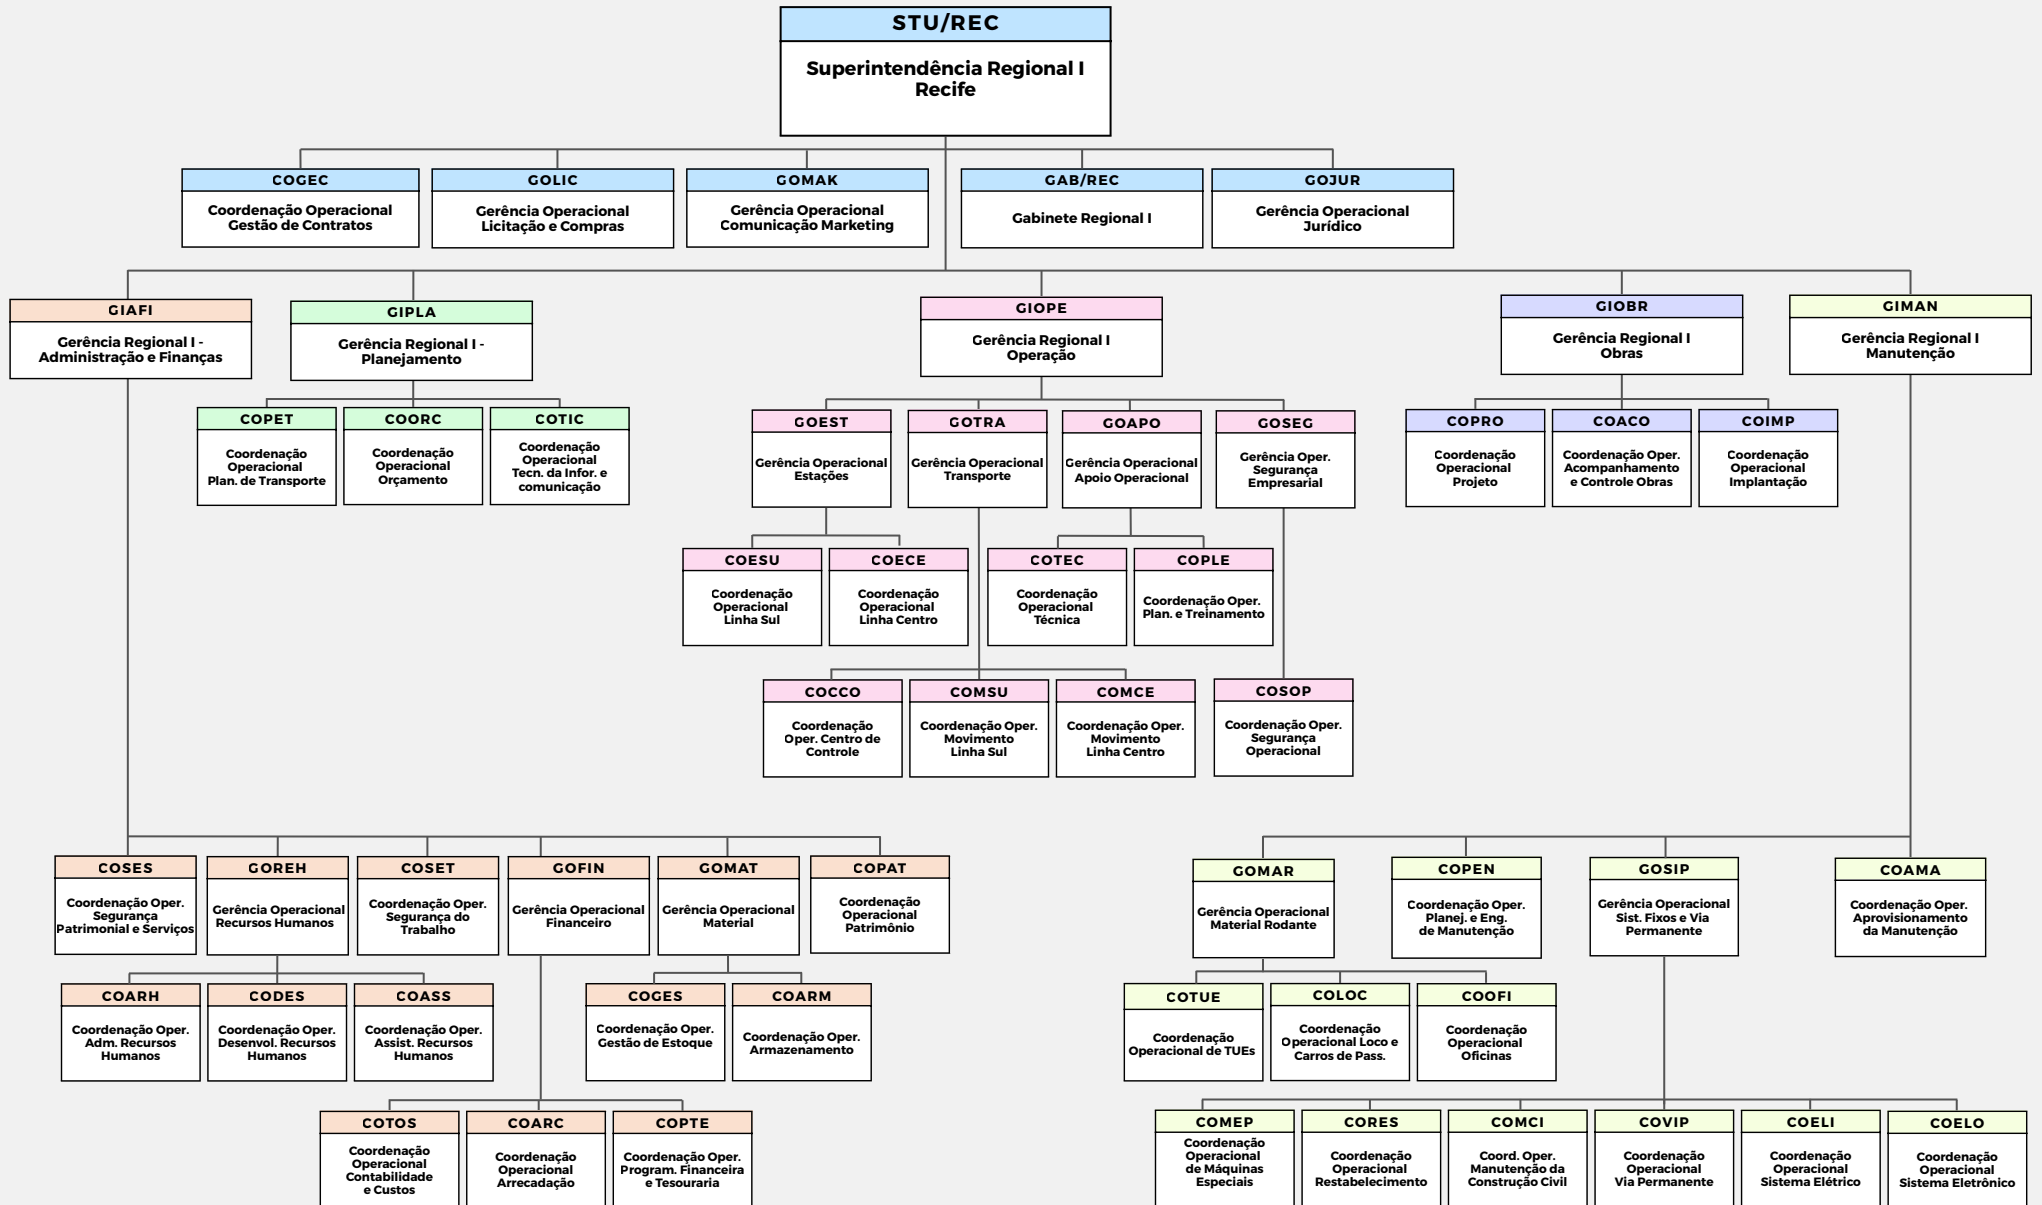 STU/REC
Superintendência Regional I
Recife
COGEC
Coordenação Operacional
Gestão de Contratos
GOLIC
Gerência Operacional
Licitação e Compras
GOMAK
Gerência Operacional
Comunicação Marketing
GAB/REC
Gabinete Regional I
GOJUR
Gerência Operacional
Jurídico
GIAFI
Gerência Regional I -
Administração e Finanças
GIPLA
Gerência Regional I -
Planejamento
GIOPE
Gerência Regional I
Operação
GIOBR
Gerência Regional I
Obras
GIMAN
Gerência Regional I
Manutenção
COPET
Coordenação
Operacional
Plan. de Transporte
COORC
Coordenação
Operacional
Orçamento
COTIC
Coordenação
Operacional
Tecn. da Infor. e
comunicação
GOEST
Gerência Operacional
Estações
GOTRA
Gerência Operacional
Transporte
GOAPO
Gerência Operacional
Apoio Operacional
GOSEG
Gerência Oper.
Segurança
Empresarial
COPRO
Coordenação
Operacional
Projeto
COACO
Coordenação Oper.
Acompanhamento
e Controle Obras
COIMP
Coordenação
Operacional
Implantação
COESU
Coordenação
Operacional
Linha Sul
COECE
Coordenação
Operacional
Linha Centro
COTEC
Coordenação
Operacional
Técnica
COPLE
Coordenação Oper.
Plan. e Treinamento
COCCO
Coordenação
Oper. Centro de
Controle
COMSU
Coordenação Oper.
Movimento
Linha Sul
COMCE
Coordenação Oper.
Movimento
Linha Centro
COSOP
Coordenação Oper.
Segurança
Operacional
COSES
Coordenação Oper.
Segurança
Patrimonial e Serviços
GOREH
Gerência Operacional
Recursos Humanos
COSET
Coordenação Oper.
Segurança do
Trabalho
GOFIN
Gerência Operacional
Financeiro
GOMAT
Gerência Operacional
Material
COPAT
Coordenação
Operacional
Patrimônio
GOMAR
Gerência Operacional
Material Rodante
COPEN
Coordenação Oper.
Planej. e Eng.
de Manutenção
GOSIP
Gerência Operacional
Sist. Fixos e Via
Permanente
COAMA
Coordenação Oper.
Aprovisionamento
da Manutenção
COARH
Coordenação Oper.
Adm. Recursos
Humanos
CODES
Coordenação Oper.
Desenvol. Recursos
Humanos
COASS
Coordenação Oper.
Assist. Recursos
Humanos
COGES
Coordenação Oper.
Gestão de Estoque
COARM
Coordenação Oper.
Armazenamento
COTUE
Coordenação
Operacional de TUEs
COLOC
Coordenação
Operacional Loco e
Carros de Pass.
COOFI
Coordenação
Operacional
Oficinas
COTOS
Coordenação
Operacional
Contabilidade
e Custos
COARC
Coordenação
Operacional
Arrecadação
COPTE
Coordenação Oper.
Program. Financeira
e Tesouraria
COMEP
Coordenação
Operacional
de Máquinas
Especiais
CORES
Coordenação
Operacional
Restabelecimento
COMCI
Coord. Oper.
Manutenção da
Construção Civil
COVIP
Coordenação
Operacional
Via Permanente
COELI
Coordenação
Operacional
Sistema Elétrico
COELO
Coordenação
Operacional
Sistema Eletrônico